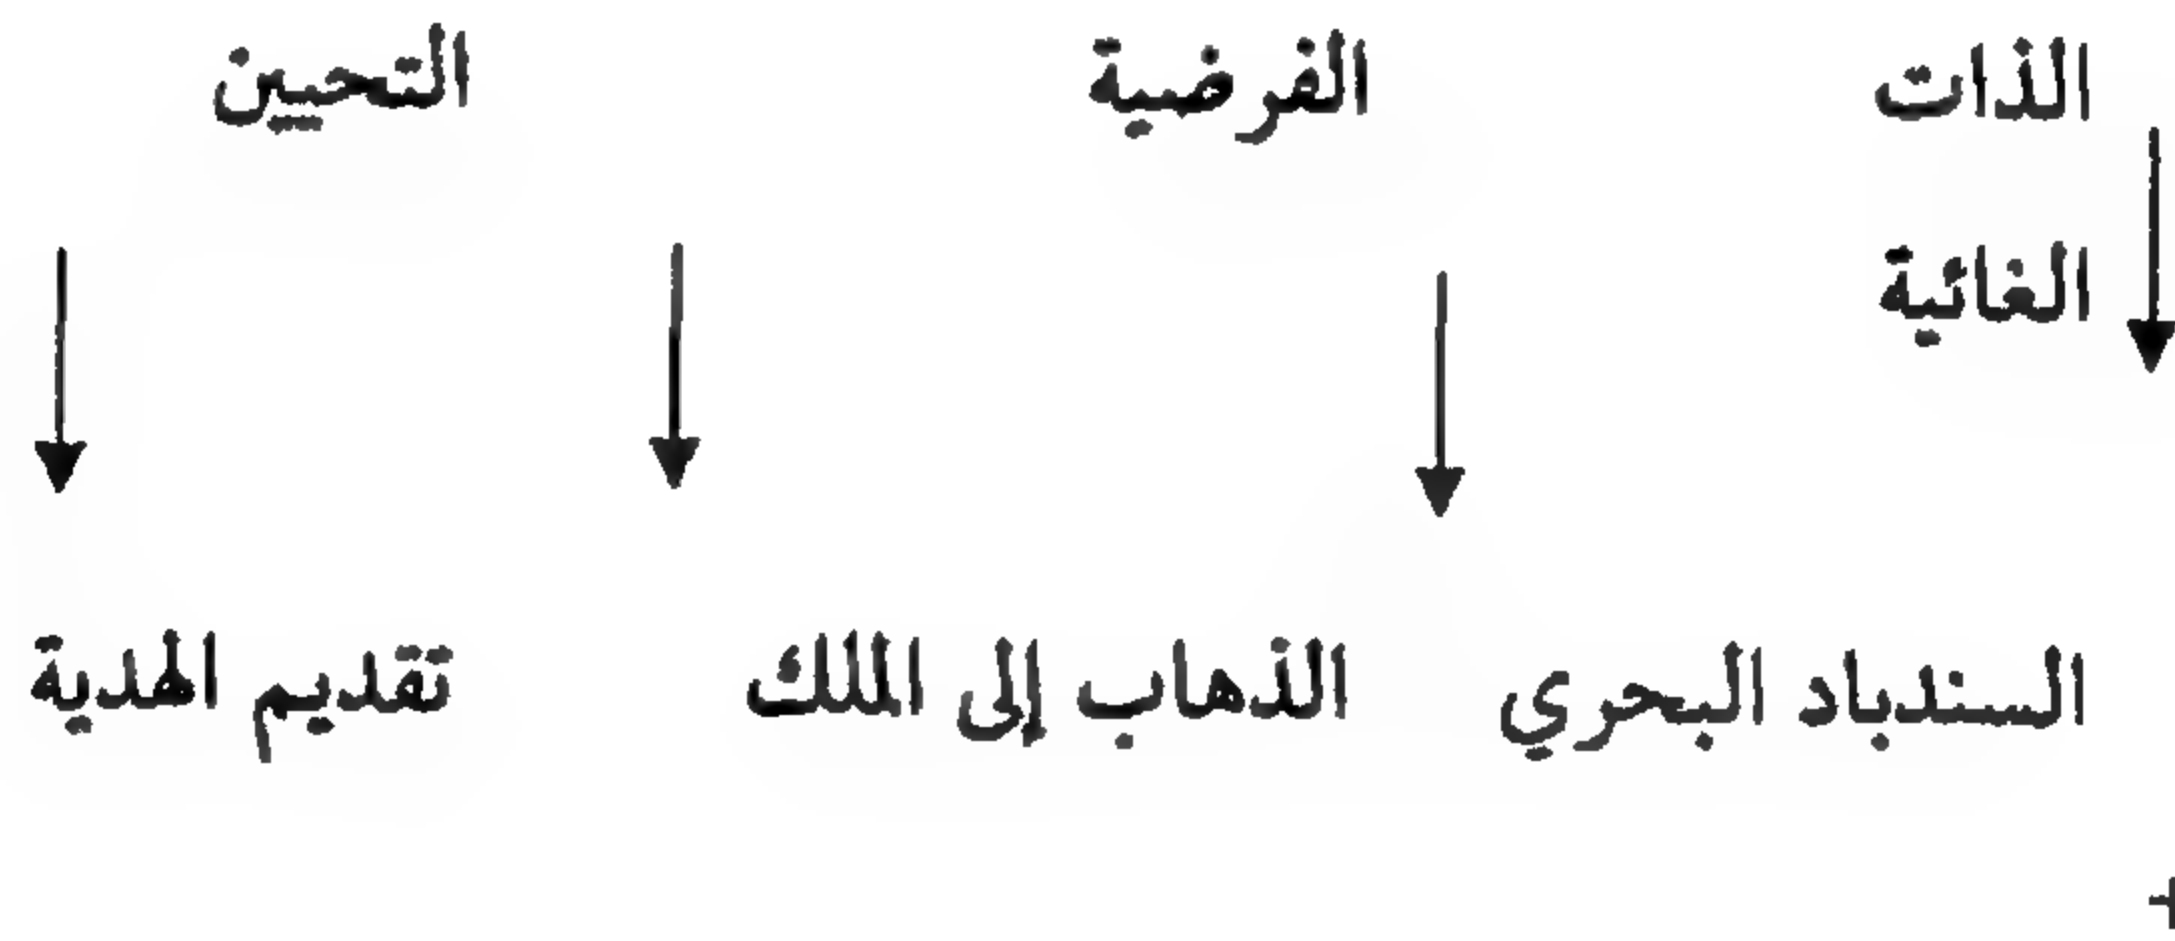 الذات الفرضية التحيين
الغائية
السندباد البحري الذهاب إلى الملك تقديم الهدية
+